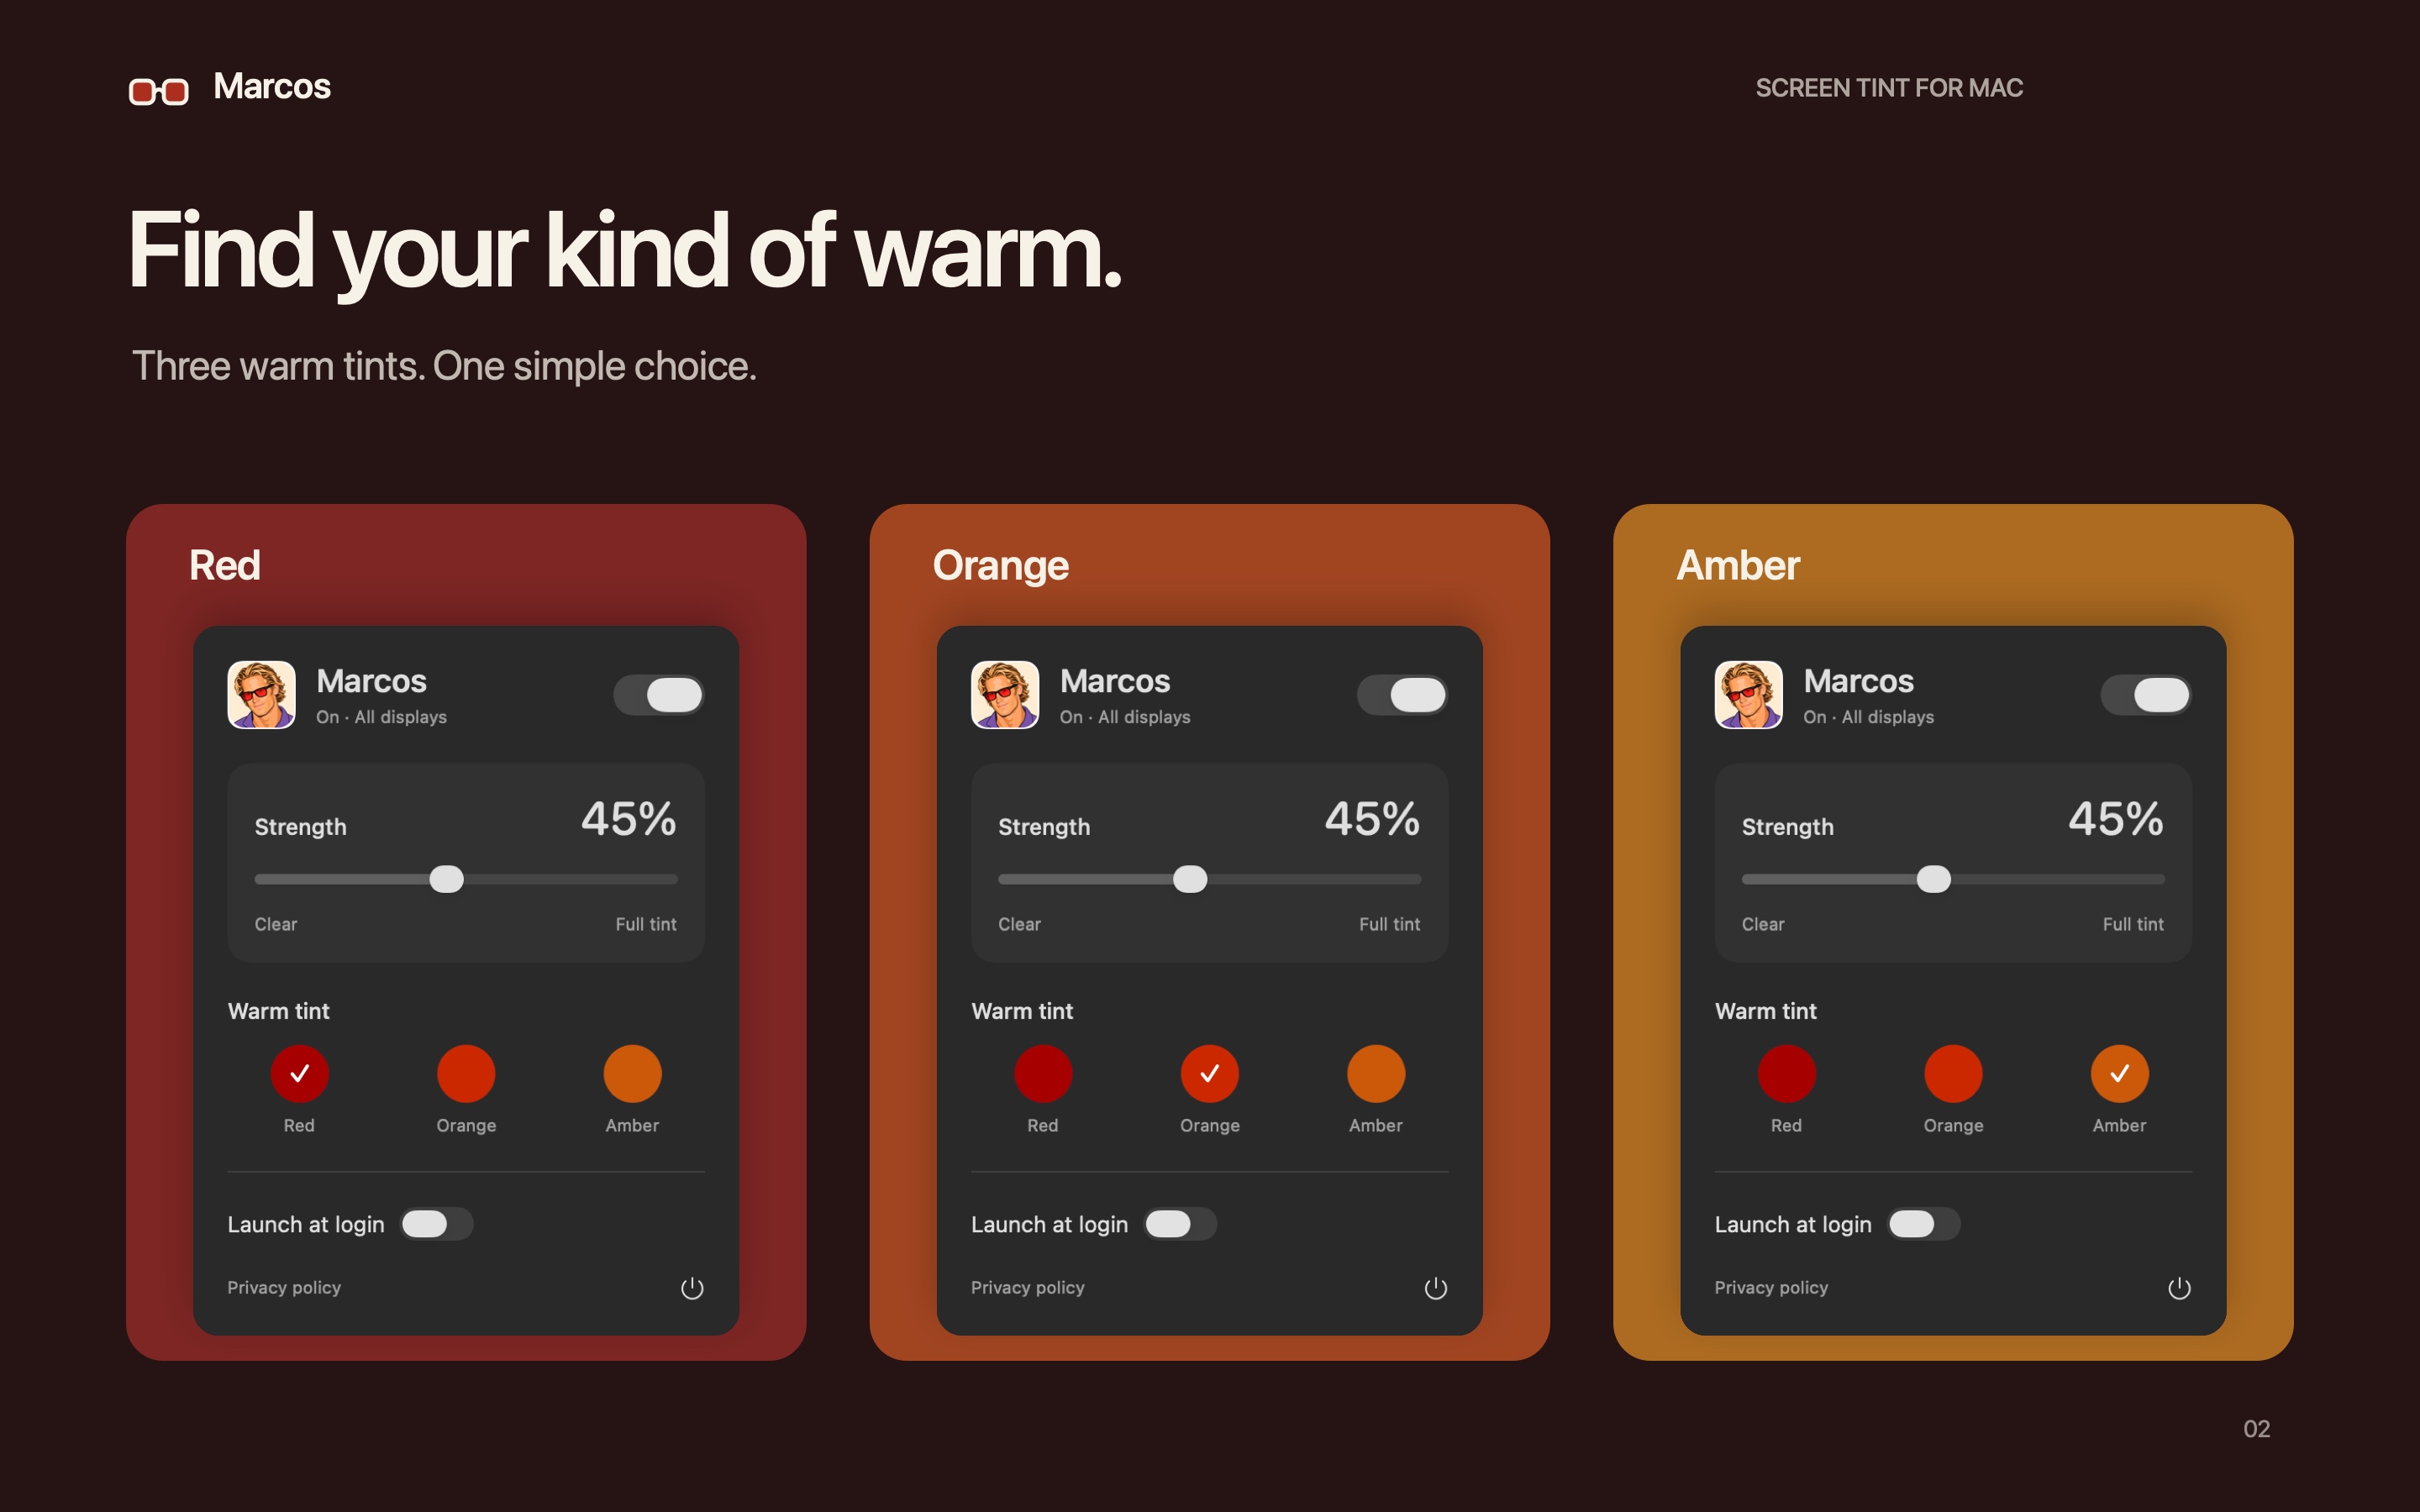 Marcos
SCREEN TINT FOR MAC
Find your kind of warm.
Three warm tints. One simple choice.
Red
Marcos
On · All displays
Strength
45%
Clear
Full tint
Warm tint
Red
Orange
Amber
Launch at login
Privacy policy
Orange
Marcos
On · All displays
Strength
45%
Clear
Full tint
Warm tint
Red
Orange
Amber
Launch at login
Privacy policy
Amber
Marcos
On · All displays
Strength
45%
Clear
Full tint
Warm tint
Red
Orange
Amber
Launch at login
Privacy policy
02